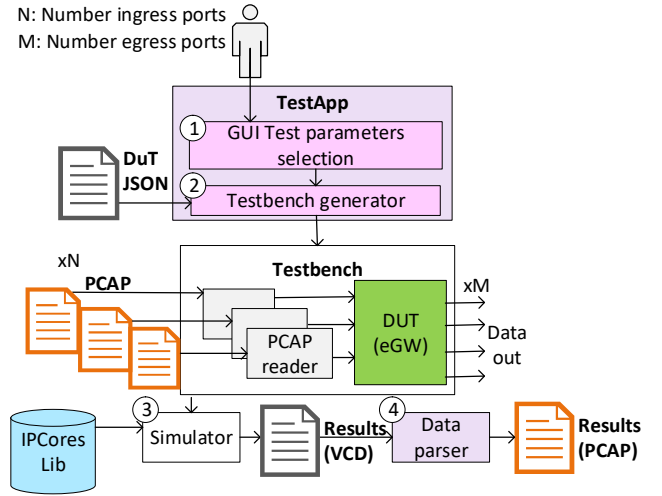 N: Number ingress ports
M: Number egress ports
TestApp
1
GUI Test parameters
selection
DuT
JSON
2
Testbench generator
xN
PCAP
Testbench
xM
PCAP
reader
DUT
(eGW)
Data
out
3
Simulator
IPCores
Lib
Results
(VCD)
4
Data
parser
Results
(PCAP)